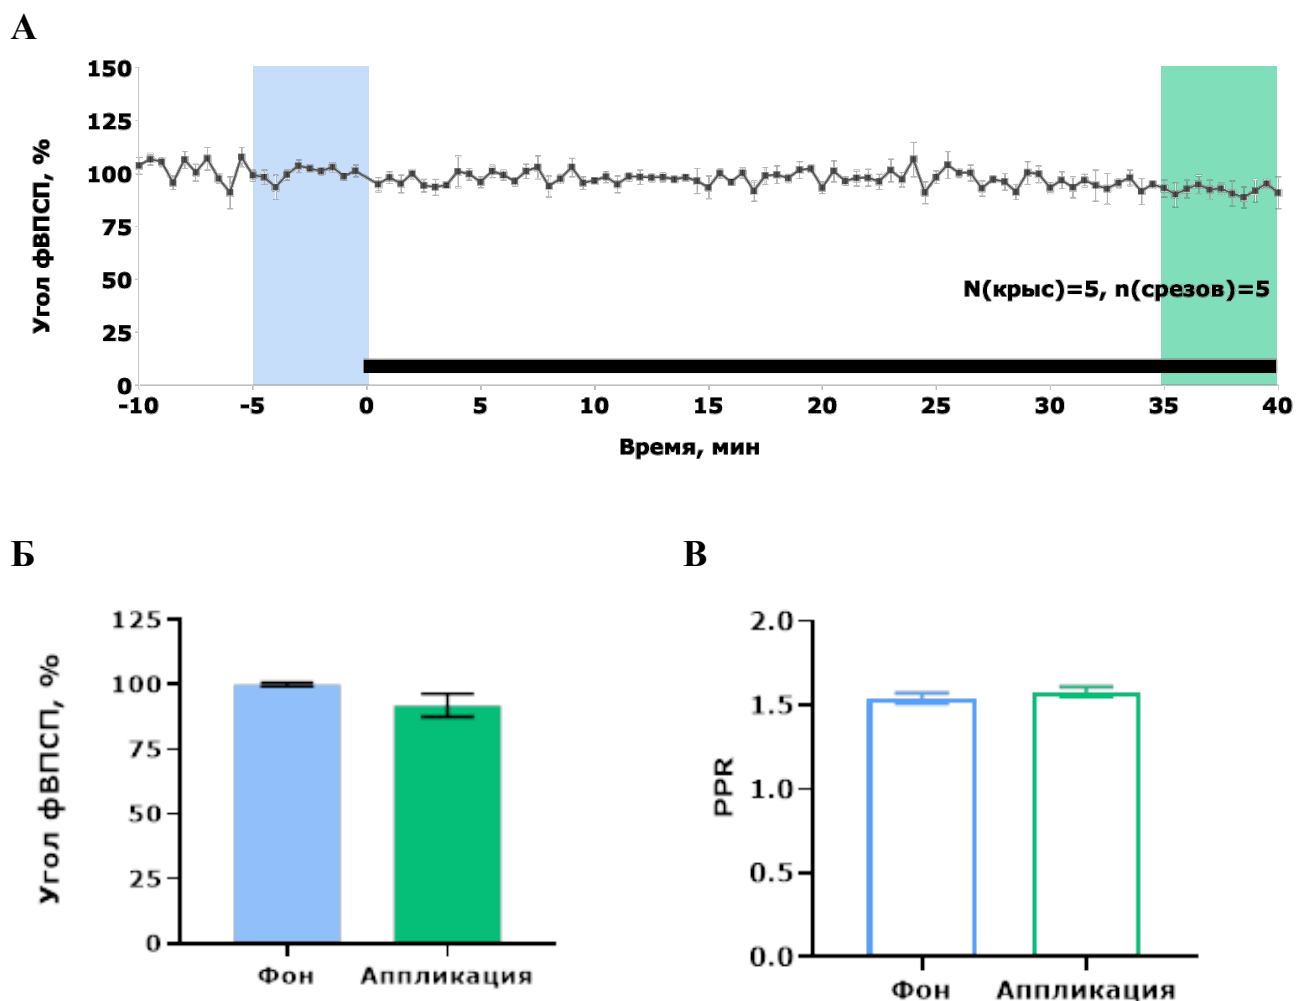 А
Угол фВПСП, %
150
125
100
75
50
25
0
N(крыс)=5, n(срезов)=5
-10 -5 0 5 10 15 20 25 30 35 40
Время, мин
Б
Угол фВПСП, %
125
100
75
50
25
0
Фон Аппликация
В
PPR
2.0
1.5
1.0
0.5
0.0
Фон Аппликация